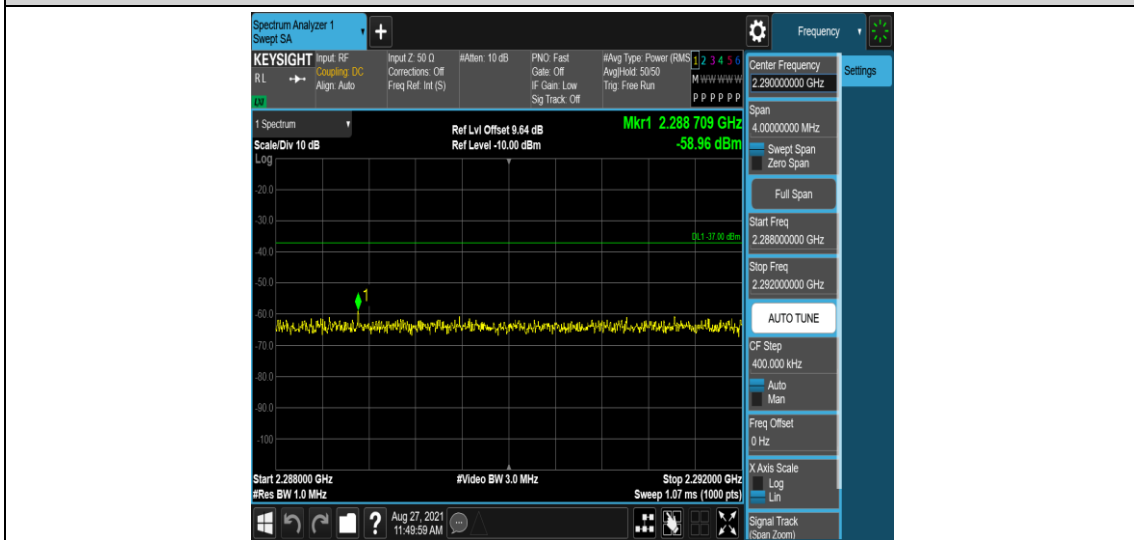 Spectrum Analyzer 1
Swept SA
+
Frequency
KEYSIGHT
RL
LXI
Input: RF
Coupling: DC
Align: Auto
Input Z: 50 Ω
Corrections: Off
Freq Ref: Int (S)
#Atten: 10 dB
PNO: Fast
Gate: Off
IF Gain: Low
Sig Track: Off
#Avg Type: Power (RMS
Avg|Hold: 50/50
Trig: Free Run
1 2 3 4 5 6
M W W W W W
P P P P P P
Center Frequency
2.290000000 GHz
Settings
Span
4.00000000 MHz
Swept Span
Zero Span
Full Span
Start Freq
2.288000000 GHz
Stop Freq
2.292000000 GHz
AUTO TUNE
CF Step
400.000 kHz
Auto
Man
Freq Offset
0 Hz
X Axis Scale
Log
Lin
Signal Track
(Span Zoom)
1 Spectrum
Scale/Div 10 dB
Log
Ref Lvl Offset 9.64 dB
Ref Level -10.00 dBm
Mkr1 2.288 709 GHz
-58.96 dBm
-20.0
-30.0
DL1 -37.00 dBm
-40.0
-50.0
1
-60.0
-70.0
-80.0
-90.0
-100
Start 2.288000 GHz
#Res BW 1.0 MHz
#Video BW 3.0 MHz
Stop 2.292000 GHz
Sweep 1.07 ms (1000 pts)
?
Aug 27, 2021
11:49:59 AM